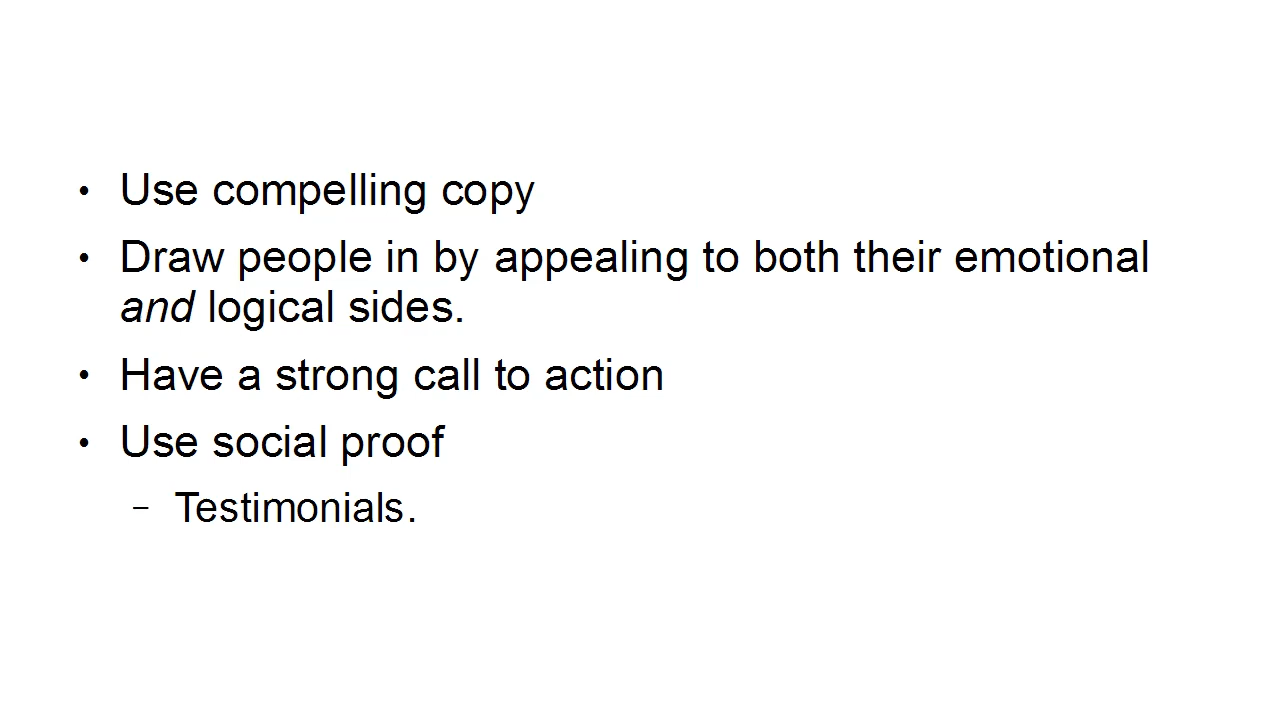 • Use compelling copy
• Draw people in by appealing to both their emotional
and logical sides.
• Have a strong call to action
• Use social proof
– Testimonials.